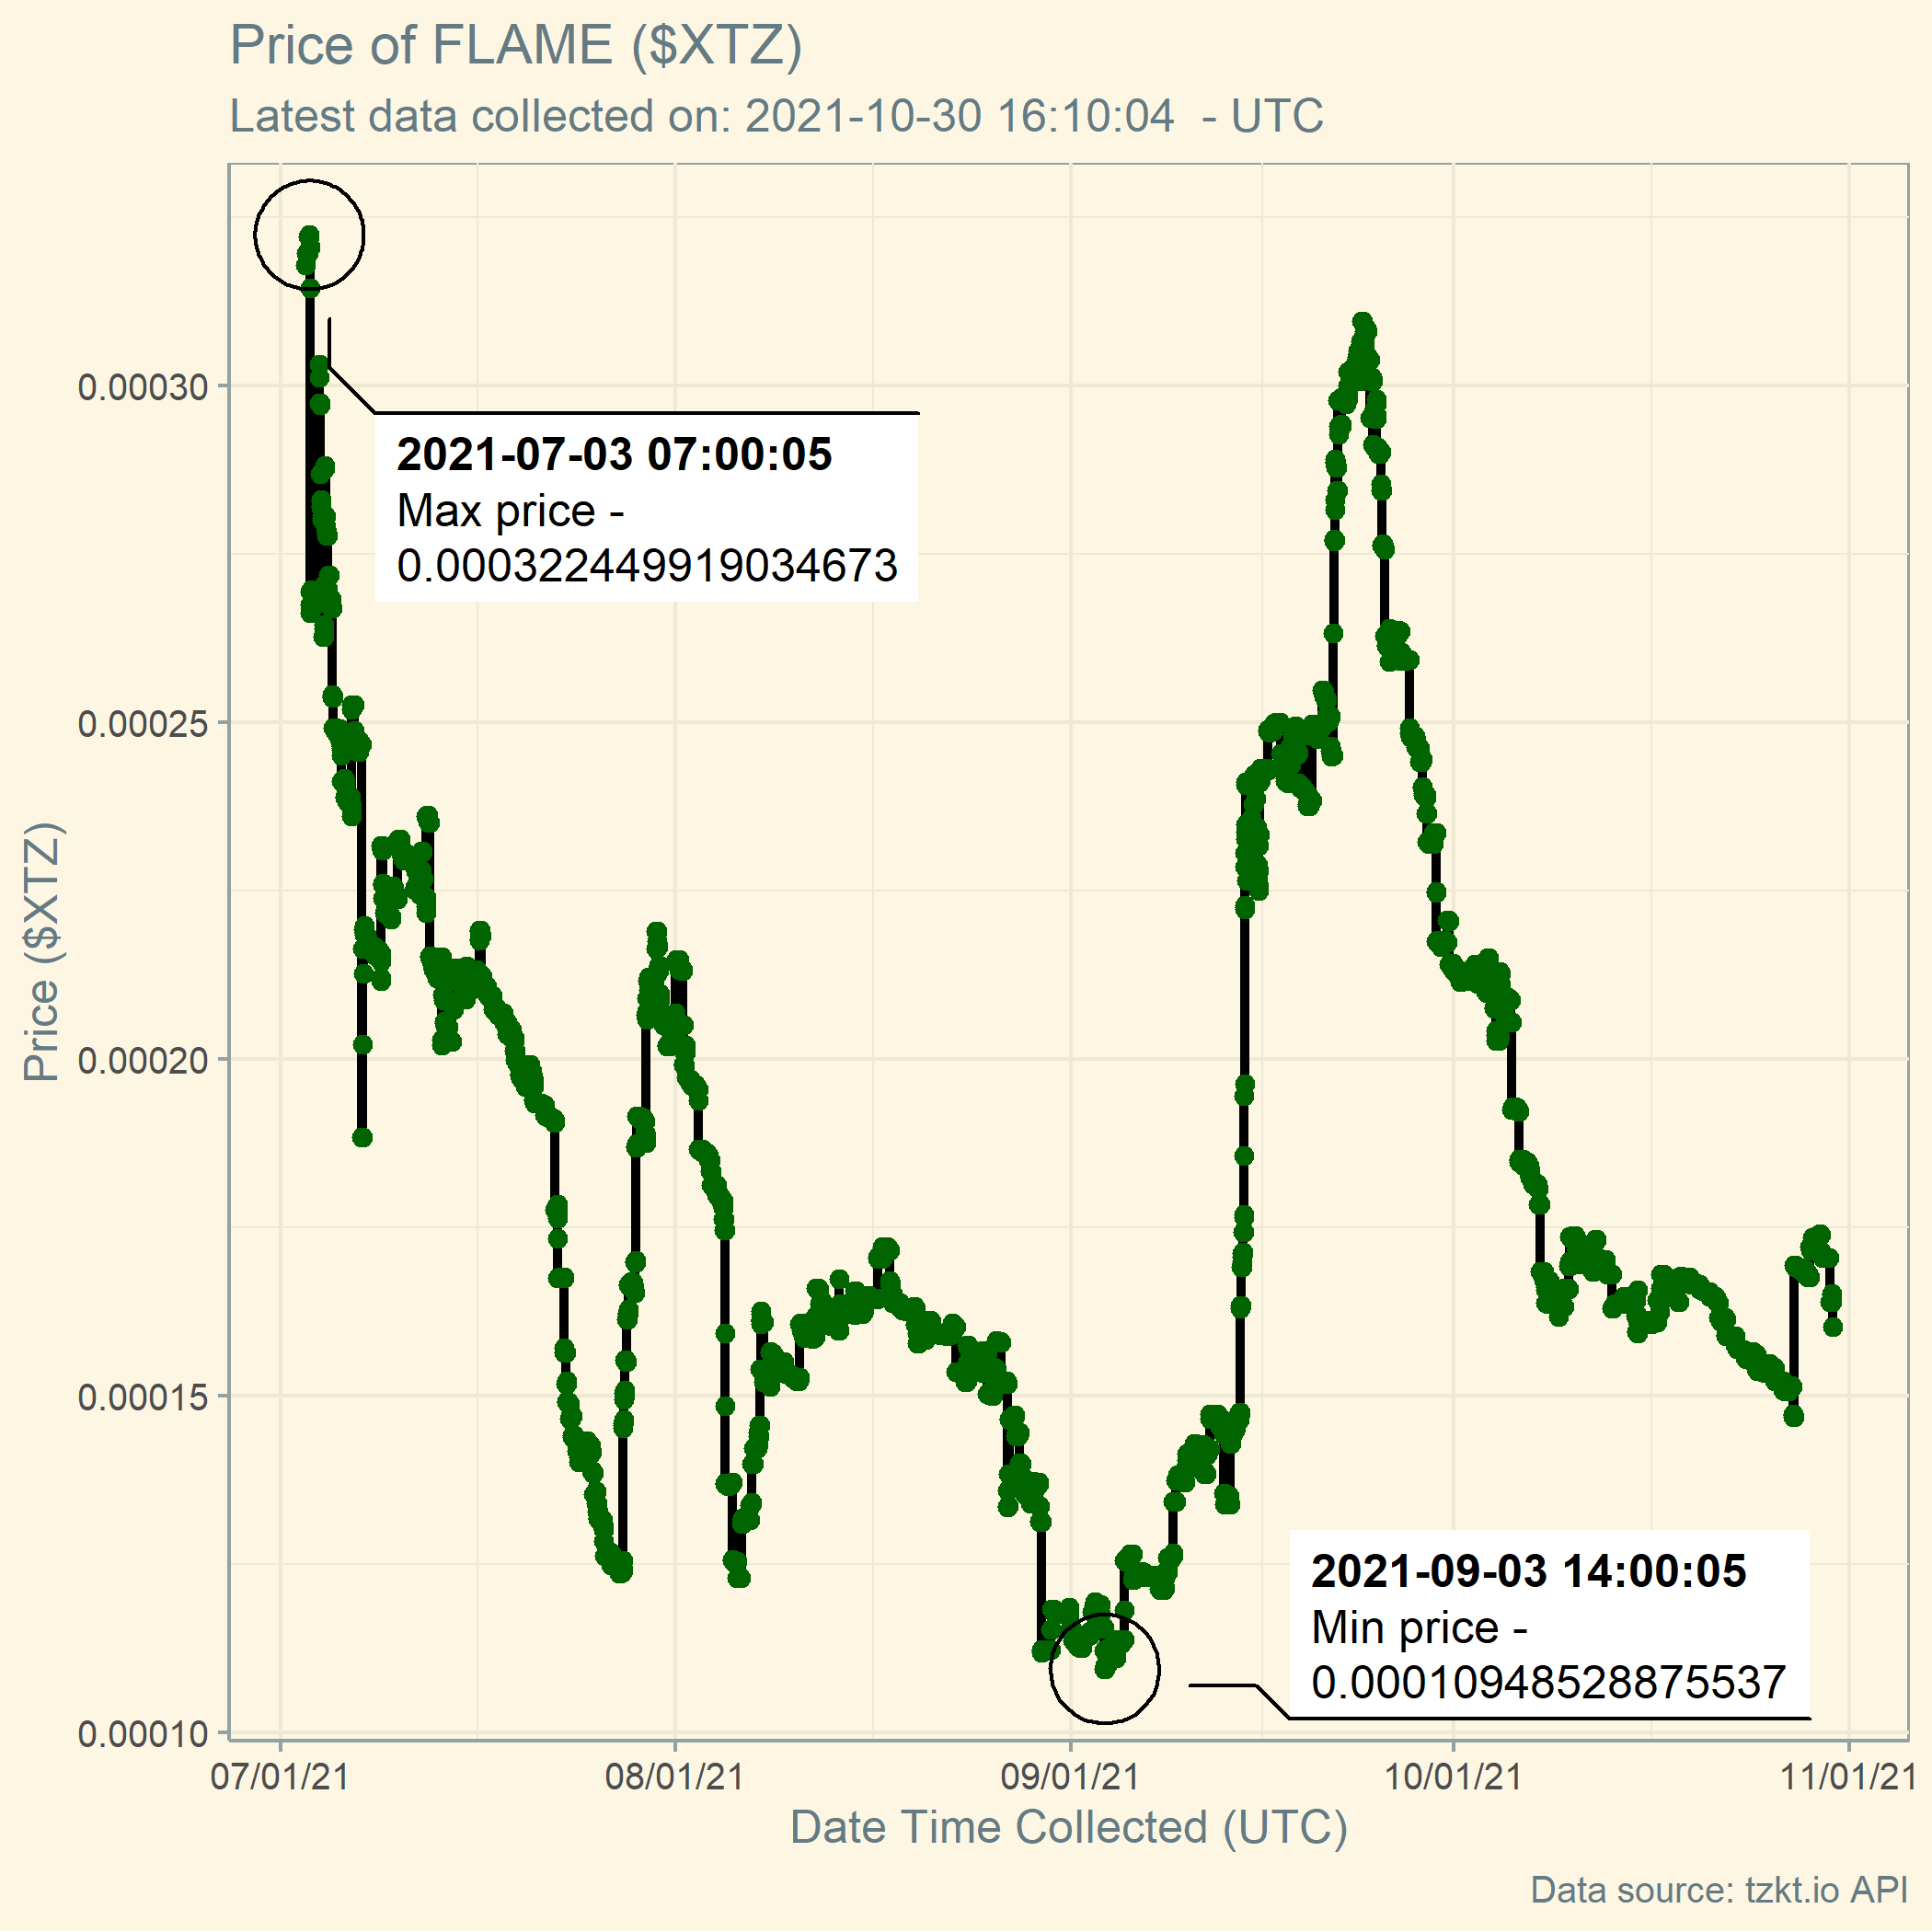 Price of FLAME ($XTZ)
Latest data collected on: 2021-10-30 16:10:04 - UTC
Price ($XTZ)
0.00030
0.00025
0.00020
0.00015
0.00010
2021-07-03 07:00:05
Max price -
0.000322449919034673
2021-09-03 14:00:05
Min price -
0.00010948528875537
07/01/21
08/01/21
09/01/21
10/01/21
11/01/21
Date Time Collected (UTC)
Data source: tzkt.io API